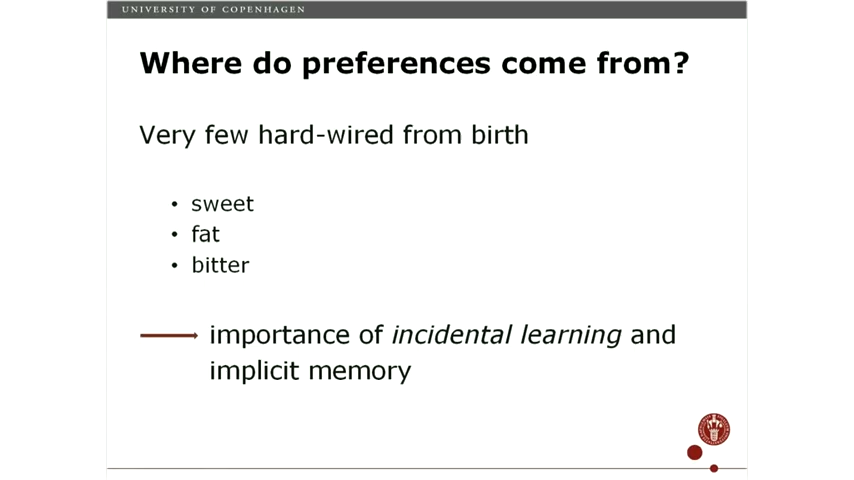 UNIVERSITY OF COPENHAGEN
Where do preferences come from?
Very few hard-wired from birth
• sweet
• fat
• bitter
importance of incidental learning and
implicit memory